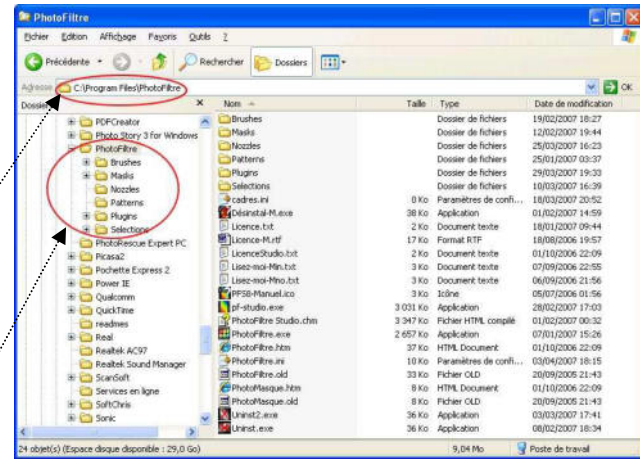 PhotoFiltre
Fichier Edition Affichage Favoris Outils ?
Précédente Rechercher Dossiers
Adresse C:\Program Files\PhotoFiltre OK
Dossiers x Nom Taille Type Date de modification
PDFCreator
Photo Story 3 for Windows
PhotoFiltre
Brushes
Masks
Nozzles
Patterns
Plugins
Selections
PhotoRescue Expert PC
Picasa2
Pochette Express 2
Power IE
Qualcomm
QuickTime
readmes
Real
Realtek AC97
Realtek Sound Manager
ScanSoft
Services en ligne
SoftChris
Sonic
Brushes Dossier de fichiers 19/02/2007 18:27
Masks Dossier de fichiers 12/02/2007 19:44
Nozzles Dossier de fichiers 25/03/2007 16:23
Patterns Dossier de fichiers 25/01/2007 03:37
Plugins Dossier de fichiers 29/03/2007 19:33
Selections Dossier de fichiers 10/03/2007 16:39
cadres.ini 0 Ko Paramètres de confi... 18/03/2007 20:52
Désinstal-M.exe 38 Ko Application 01/02/2007 14:59
Licence.txt 2 Ko Document texte 18/01/2007 09:44
Licence-M.rtf 17 Ko Format RTF 18/08/2006 19:57
LicenceStudio.txt 2 Ko Document texte 01/10/2006 22:09
Lisez-moi-Min.txt 3 Ko Document texte 07/09/2006 22:55
Lisez-moi-Mno.txt 3 Ko Document texte 06/09/2006 21:56
PFS8-Manuel.ico 3 Ko Icône 05/07/2006 01:56
pf-studio.exe 3 031 Ko Application 28/02/2007 17:03
PhotoFiltre Studio.chm 3 347 Ko Fichier HTML compilé 01/02/2007 00:32
PhotoFiltre.exe 2 657 Ko Application 07/01/2007 15:26
PhotoFiltre.htm 37 Ko HTML Document 01/10/2006 22:09
PhotoFiltre.ini 10 Ko Paramètres de confi... 03/04/2007 18:15
PhotoFiltre.old 33 Ko Fichier OLD 20/09/2005 21:43
PhotoMasque.htm 8 Ko HTML Document 01/10/2006 22:09
PhotoMasque.old 8 Ko Fichier OLD 20/09/2005 21:43
Uninst2.exe 36 Ko Application 03/03/2007 17:41
Uninst.exe 36 Ko Application 08/02/2007 18:34
24 objet(s) (Espace disque disponible : 29,0 Go) 9,04 Mo Poste de travail